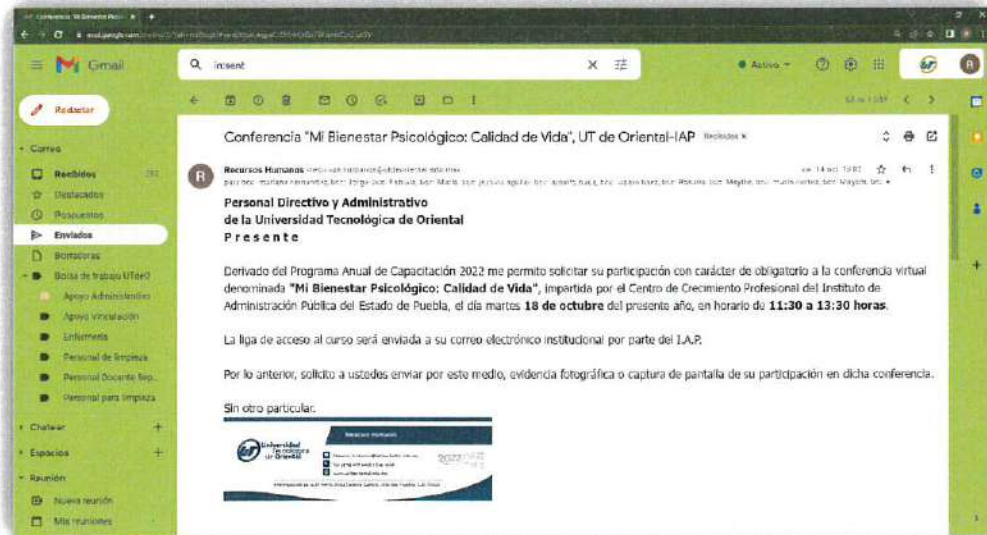 Gmail
in:sent
Activo
Redactar
Correo
Recibidos
Destacados
Pospuestos
Enviados
Borradores
Bolsa de trabajo UTdeO
Apoyo Administrativo
Apoyo Vinculación
Enfermería
Personal de limpieza
Personal Docente Rep...
Personal para limpieza
Chatear
Espacios
Reunión
Nueva reunión
Mis reuniones
Conferencia "Mi Bienestar Psicológico: Calidad de Vida", UT de Oriental-IAP Recibidos x
Recursos Humanos
Personal Directivo y Administrativo
de la Universidad Tecnológica de Oriental
P r e s e n t e
Derivado del Programa Anual de Capacitación 2022 me permito solicitar su participación con carácter de obligatorio a la conferencia virtual
denominada "Mi Bienestar Psicológico: Calidad de Vida", impartida por el Centro de Crecimiento Profesional del Instituto de
Administración Pública del Estado de Puebla, el día martes 18 de octubre del presente año, en horario de 11:30 a 13:30 horas.
La liga de acceso al curso será enviada a su correo electrónico institucional por parte del I.A.P.
Por lo anterior, solicito a ustedes enviar por este medio, evidencia fotográfica o captura de pantalla de su participación en dicha conferencia.
Sin otro particular.
Universidad
Tecnológica
de Oriental
Recursos Humanos
2022